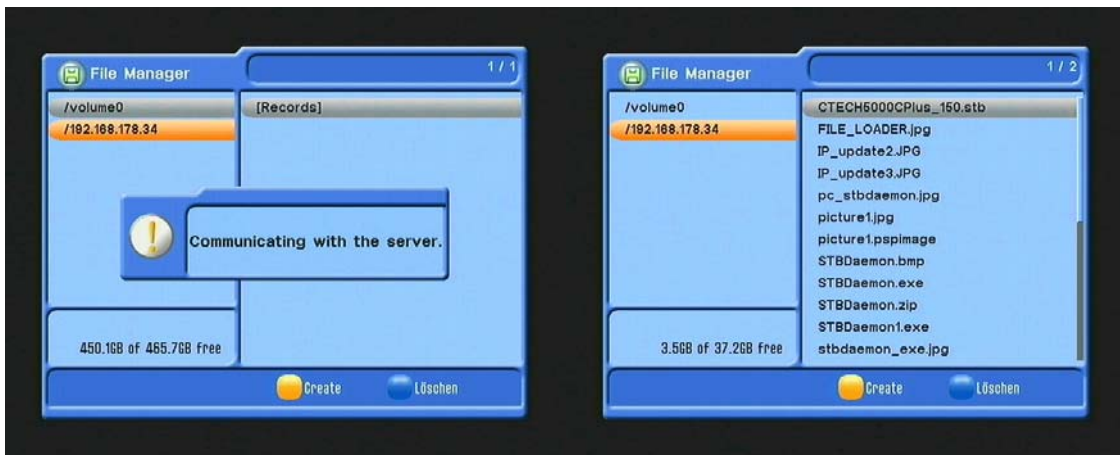 File Manager
1 / 1
/volume0
[Records]
/192.168.178.34
Communicating with the server.
450.1GB of 465.7GB free
Create
Löschen
File Manager
1 / 2
/volume0
/192.168.178.34
CTECH5000CPlus_150.stb
FILE_LOADER.jpg
IP_update2.JPG
IP_update3.JPG
pc_stbdaemon.jpg
picture1.jpg
picture1.pspimage
STBDaemon.bmp
STBDaemon.exe
STBDaemon.zip
STBDaemon1.exe
stbdaemon_exe.jpg
3.5GB of 37.2GB free
Create
Löschen